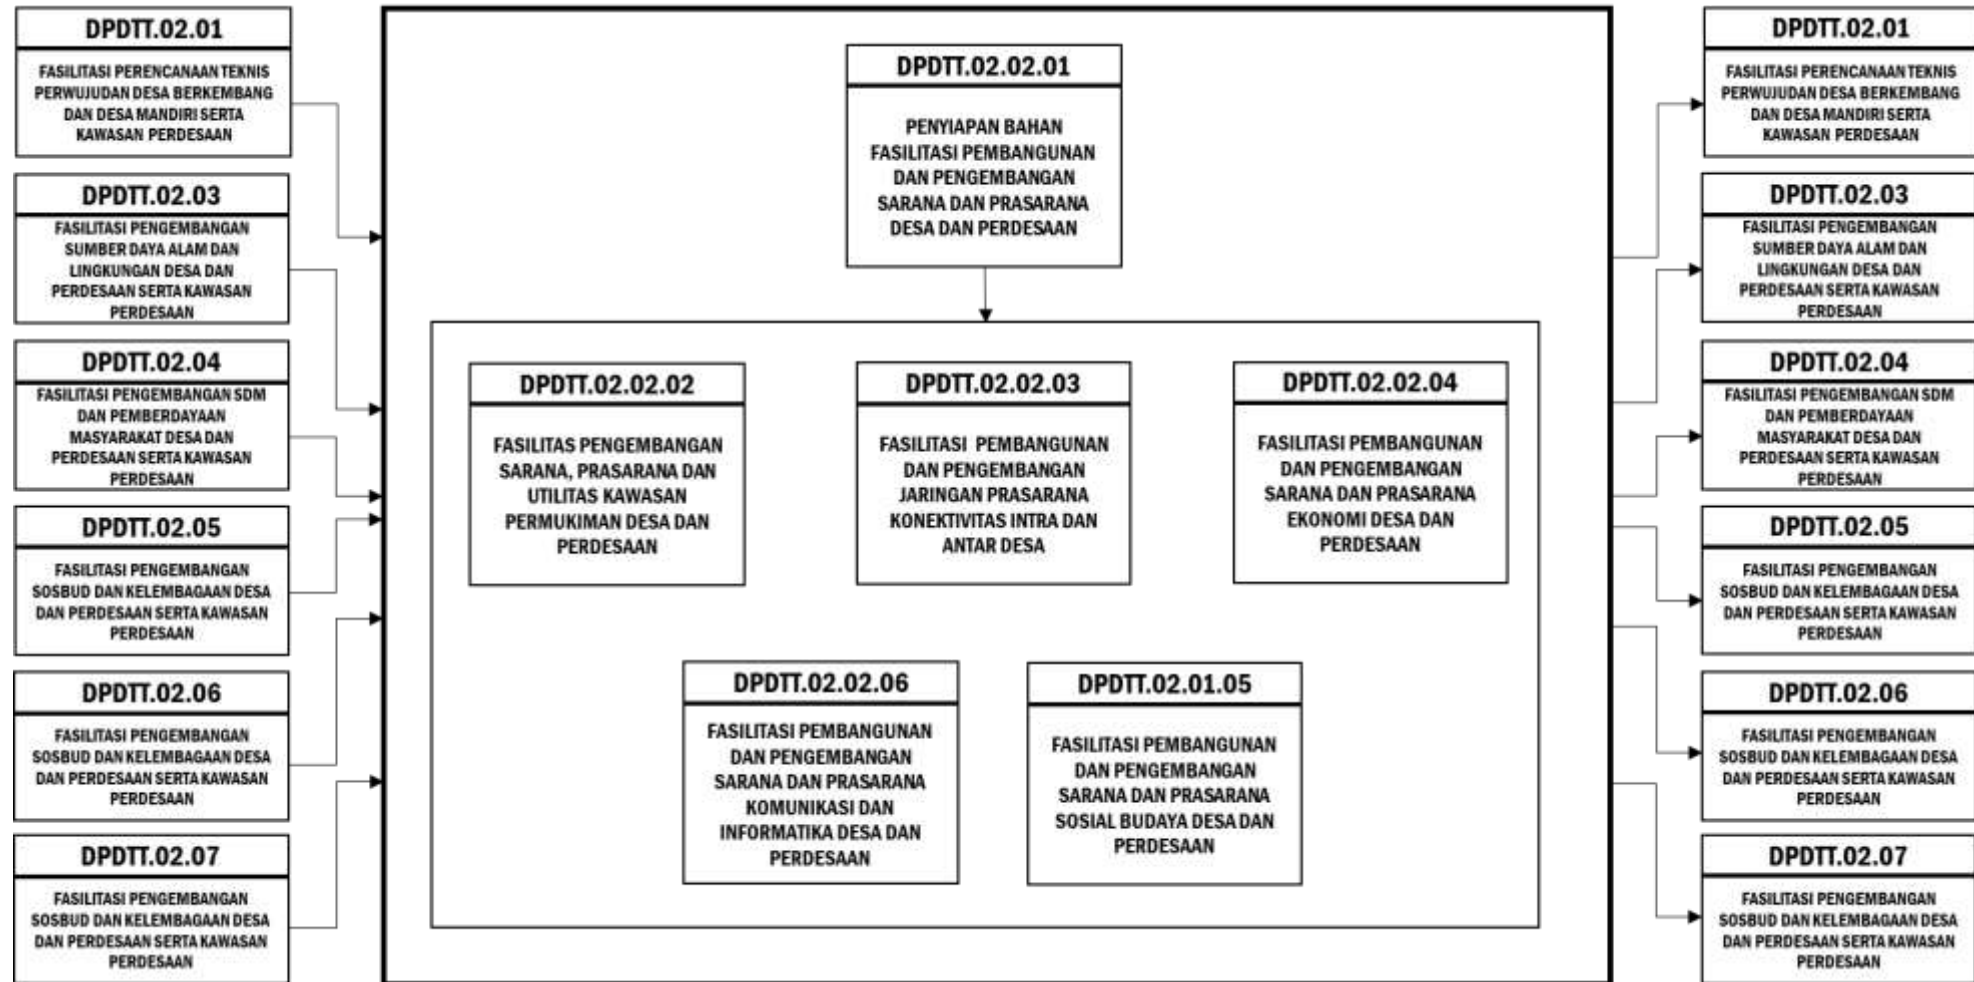 DPDTT.02.01
FASILITASI PERENCANAAN TEKNIS
PERWUJUDAN DESA BERKEMBANG
DAN DESA MANDIRI SERTA
KAWASAN PERDESAAN
DPDTT.02.03
FASILITASI PENGEMBANGAN
SUMBER DAYA ALAM DAN
LINGKUNGAN DESA DAN
PERDESAAN SERTA KAWASAN
PERDESAAN
DPDTT.02.04
FASILITASI PENGEMBANGAN SDM
DAN PEMBERDAYAAN
MASYARAKAT DESA DAN
PERDESAAN SERTA KAWASAN
PERDESAAN
DPDTT.02.05
FASILITASI PENGEMBANGAN
SOSBUD DAN KELEMBAGAAN DESA
DAN PERDESAAN SERTA KAWASAN
PERDESAAN
DPDTT.02.06
FASILITASI PENGEMBANGAN
SOSBUD DAN KELEMBAGAAN DESA
DAN PERDESAAN SERTA KAWASAN
PERDESAAN
DPDTT.02.07
FASILITASI PENGEMBANGAN
SOSBUD DAN KELEMBAGAAN DESA
DAN PERDESAAN SERTA KAWASAN
PERDESAAN
DPDTT.02.02.01
PENYIAPAN BAHAN
FASILITASI PEMBANGUNAN
DAN PENGEMBANGAN
SARANA DAN PRASARANA
DESA DAN PERDESAAN
DPDTT.02.02.02
FASILITAS PENGEMBANGAN
SARANA, PRASARANA DAN
UTILITAS KAWASAN
PERMUKIMAN DESA DAN
PERDESAAN
DPDTT.02.02.03
FASILITASI PEMBANGUNAN
DAN PENGEMBANGAN
JARINGAN PRASARANA
KONEKTIVITAS INTRA DAN
ANTAR DESA
DPDTT.02.02.04
FASILITASI PEMBANGUNAN
DAN PENGEMBANGAN
SARANA DAN PRASARANA
EKONOMI DESA DAN
PERDESAAN
DPDTT.02.02.06
FASILITASI PEMBANGUNAN
DAN PENGEMBANGAN
SARANA DAN PRASARANA
KOMUNIKASI DAN
INFORMATIKA DESA DAN
PERDESAAN
DPDTT.02.01.05
FASILITASI PEMBANGUNAN
DAN PENGEMBANGAN
SARANA DAN PRASARANA
SOSIAL BUDAYA DESA DAN
PERDESAAN
DPDTT.02.01
FASILITASI PERENCANAAN TEKNIS
PERWUJUDAN DESA BERKEMBANG
DAN DESA MANDIRI SERTA
KAWASAN PERDESAAN
DPDTT.02.03
FASILITASI PENGEMBANGAN
SUMBER DAYA ALAM DAN
LINGKUNGAN DESA DAN
PERDESAAN SERTA KAWASAN
PERDESAAN
DPDTT.02.04
FASILITASI PENGEMBANGAN SDM
DAN PEMBERDAYAAN
MASYARAKAT DESA DAN
PERDESAAN SERTA KAWASAN
PERDESAAN
DPDTT.02.05
FASILITASI PENGEMBANGAN
SOSBUD DAN KELEMBAGAAN DESA
DAN PERDESAAN SERTA KAWASAN
PERDESAAN
DPDTT.02.06
FASILITASI PENGEMBANGAN
SOSBUD DAN KELEMBAGAAN DESA
DAN PERDESAAN SERTA KAWASAN
PERDESAAN
DPDTT.02.07
FASILITASI PENGEMBANGAN
SOSBUD DAN KELEMBAGAAN DESA
DAN PERDESAAN SERTA KAWASAN
PERDESAAN